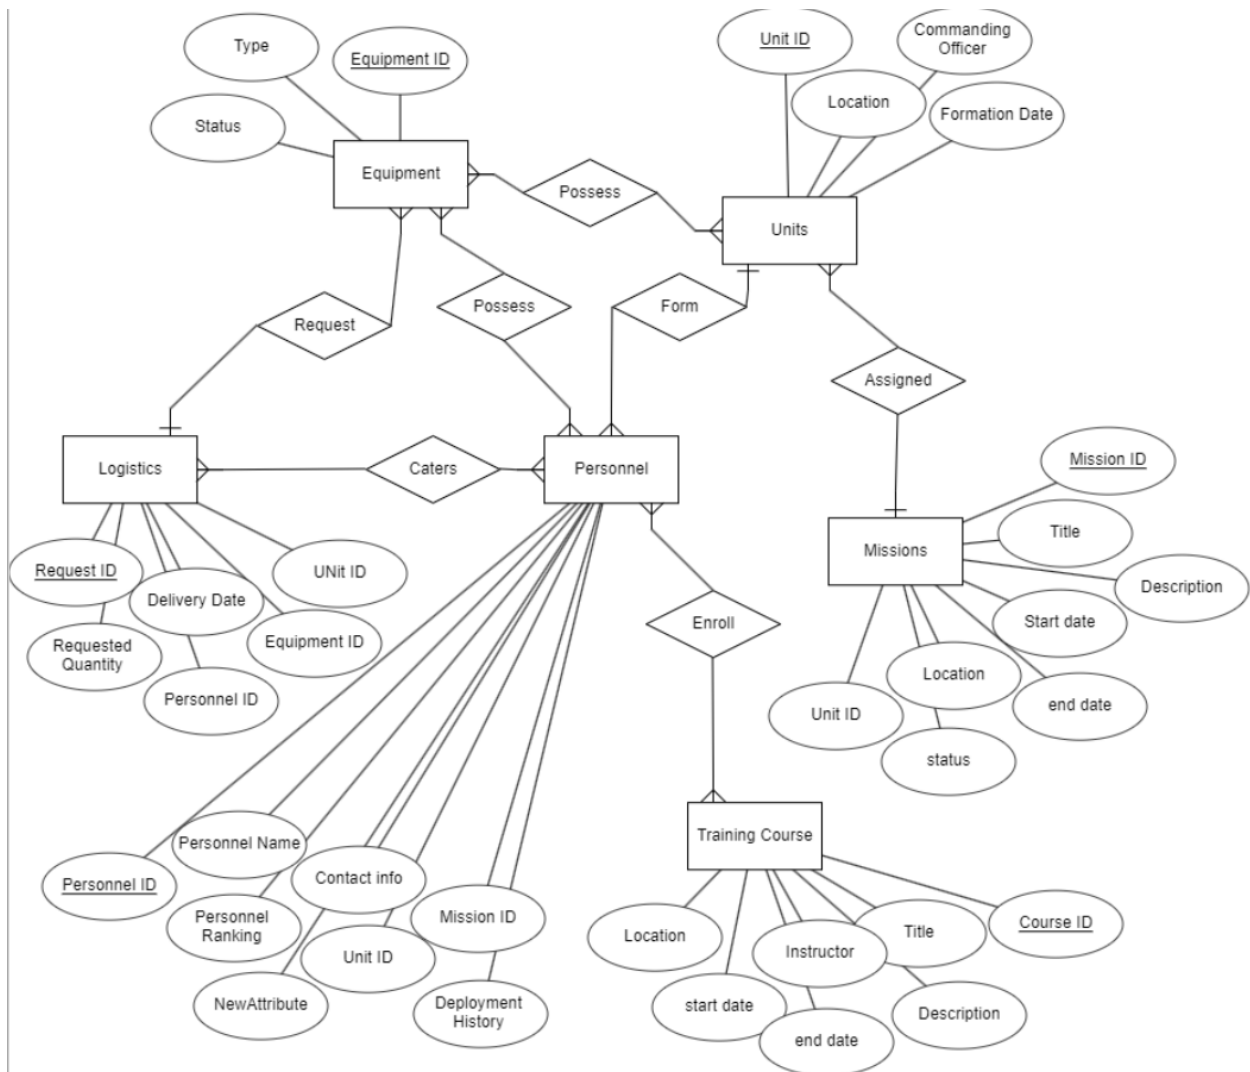 Type
Equipment ID
Unit ID
Commanding
Officer
Location
Formation Date
Status
Equipment
Possess
Units
Request
Possess
Form
Assigned
Logistics
Caters
Personnel
Mission ID
Title
Missions
Description
Request ID
Delivery Date
UNit ID
Requested
Quantity
Equipment ID
Personnel ID
Enroll
Start date
Location
Unit ID
end date
status
Training Course
Personnel Name
Personnel ID
Contact info
Personnel
Ranking
Mission ID
Unit ID
NewAttribute
Deployment
History
Location
Instructor
Title
Course ID
start date
end date
Description